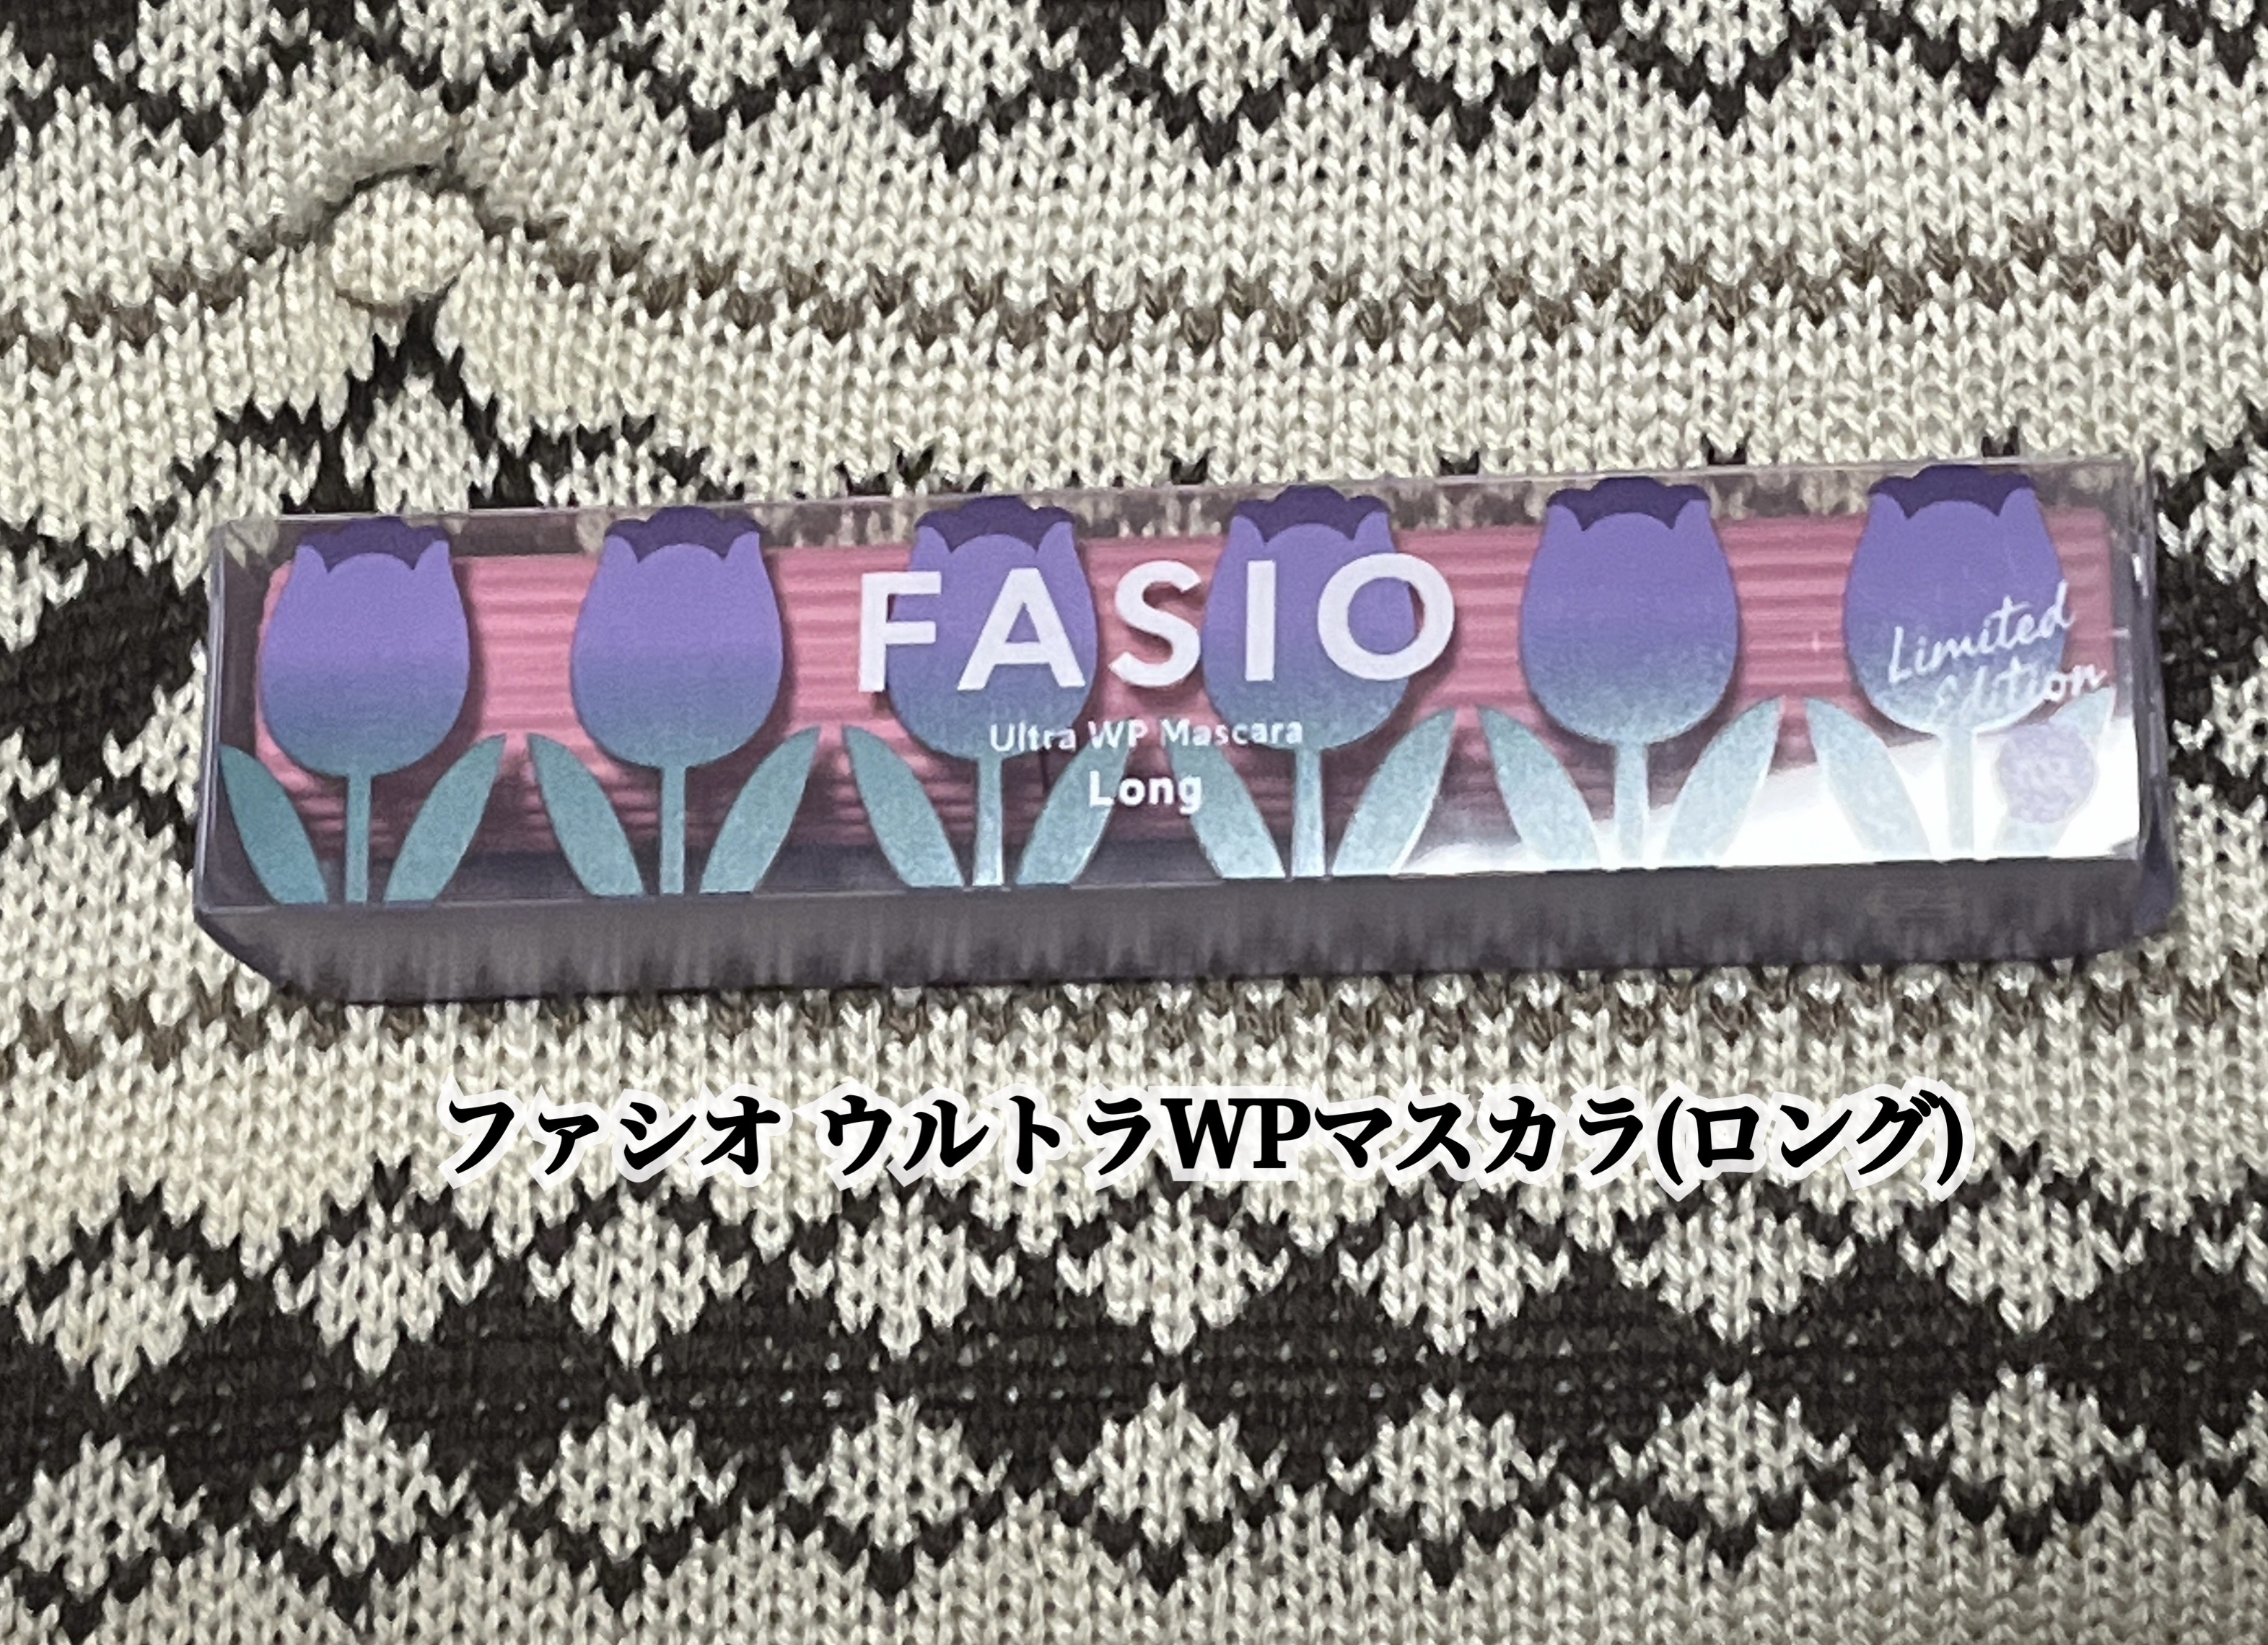 FASIO
Ultra WP Mascara
Long
Limited
Edition
ファシオ ウルトラWPマスカラ(ロング)